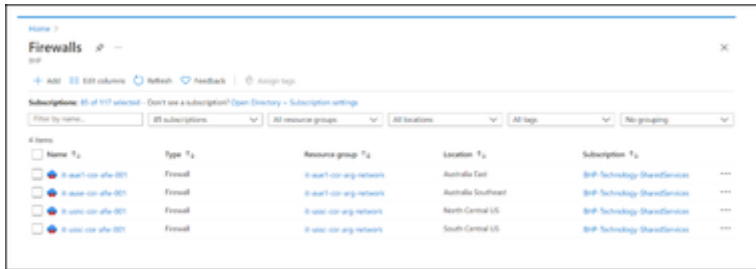 Home >
Firewalls
BHP
Add Edit columns Refresh Feedback Assign tags
Subscriptions: 85 of 117 selected - Don't see a subscription? Open Directory + Subscription settings
Filter by name... 85 subscriptions All resource groups All locations All tags No grouping
4 items
Name Type Resource group Location Subscription
Firewall Australia East BHP-Technology-SharedServices
Firewall Australia Southeast BHP-Technology-SharedServices
Firewall North Central US BHP-Technology-SharedServices
Firewall South Central US BHP-Technology-SharedServices